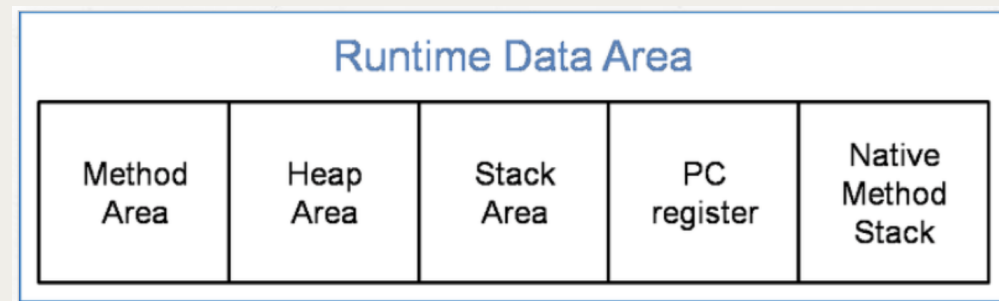 Runtime Data Area
Method
Area
Heap
Area
Stack
Area
PC
register
Native
Method
Stack